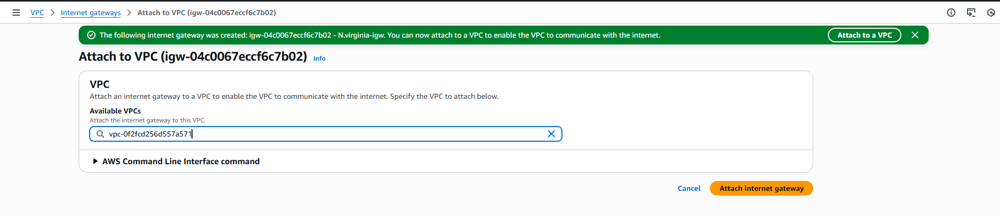 VPC > Internet gateways > Attach to VPC (igw-04c0067eccf6c7b02)
The following internet gateway was created: igw-04c0067eccf6c7b02 - N.virginia-igw. You can now attach to a VPC to enable the VPC to communicate with the internet. Attach to a VPC
Attach to VPC (igw-04c0067eccf6c7b02) Info
VPC
Attach an internet gateway to a VPC to enable the VPC to communicate with the internet. Specify the VPC to attach below.
Available VPCs
Attach the internet gateway to this VPC.
vpc-0f2fcd256d557a571
AWS Command Line Interface command
Cancel Attach internet gateway